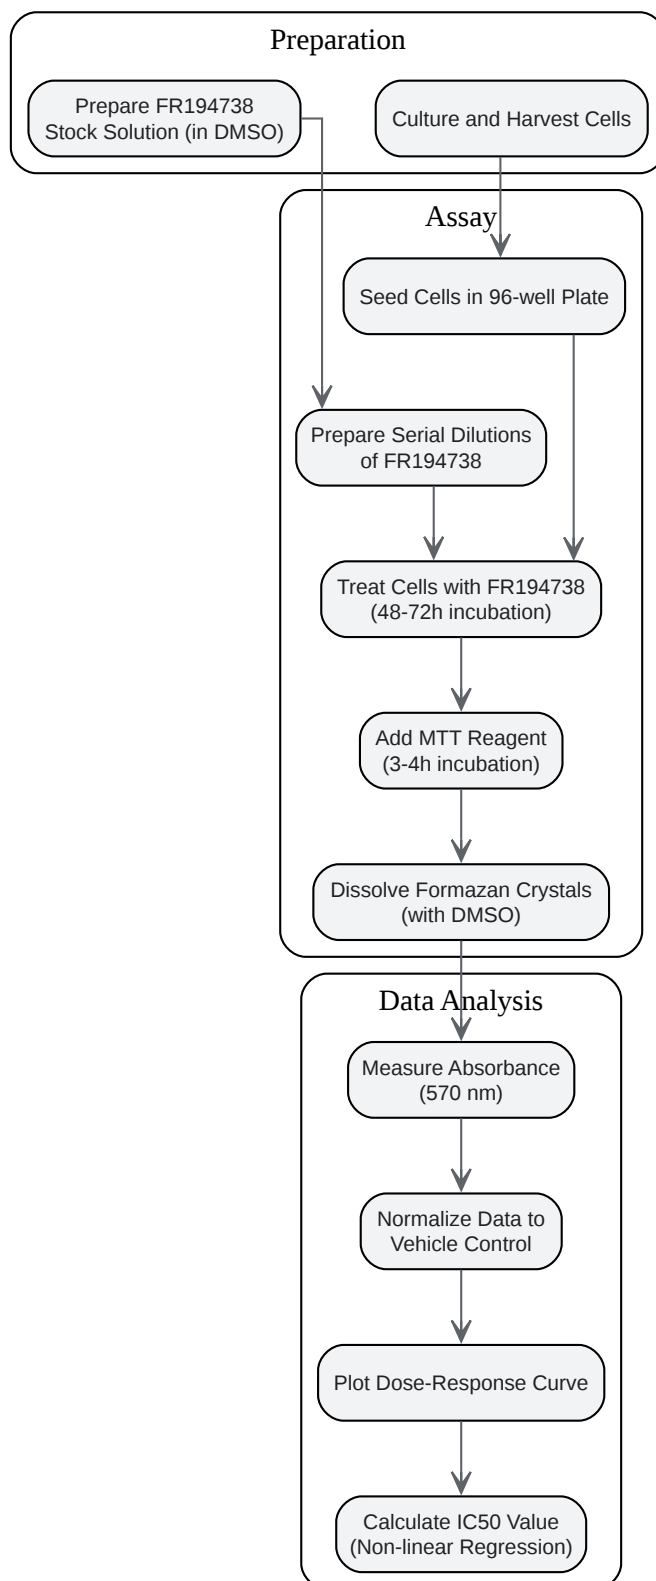 Preparation
Prepare FR194738
Stock Solution (in DMSO)
Culture and Harvest Cells
Assay
Seed Cells in 96-well Plate
Prepare Serial Dilutions
of FR194738
Treat Cells with FR194738
(48-72h incubation)
Add MTT Reagent
(3-4h incubation)
Dissolve Formazan Crystals
(with DMSO)
Data Analysis
Measure Absorbance
(570 nm)
Normalize Data to
Vehicle Control
Plot Dose-Response Curve
Calculate IC50 Value
(Non-linear Regression)